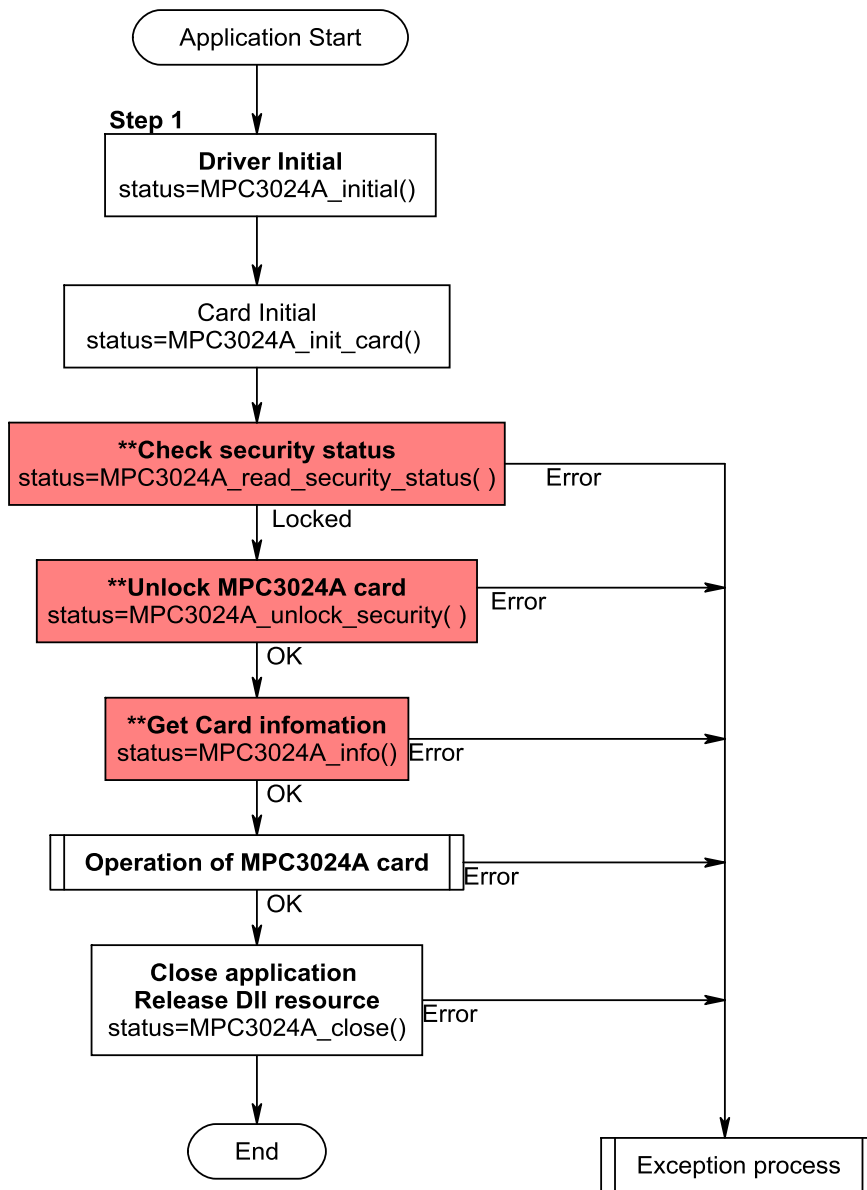 Application Start
Step 1
Driver Initial
status=MPC3024A_initial()
Card Initial
status=MPC3024A_init_card()
**Check security status
status=MPC3024A_read_security_status( )
Error
Locked
**Unlock MPC3024A card
status=MPC3024A_unlock_security( )
Error
OK
**Get Card infomation
status=MPC3024A_info()
Error
OK
Operation of MPC3024A card
Error
OK
Close application
Release Dll resource
status=MPC3024A_close()
Error
End
Exception process